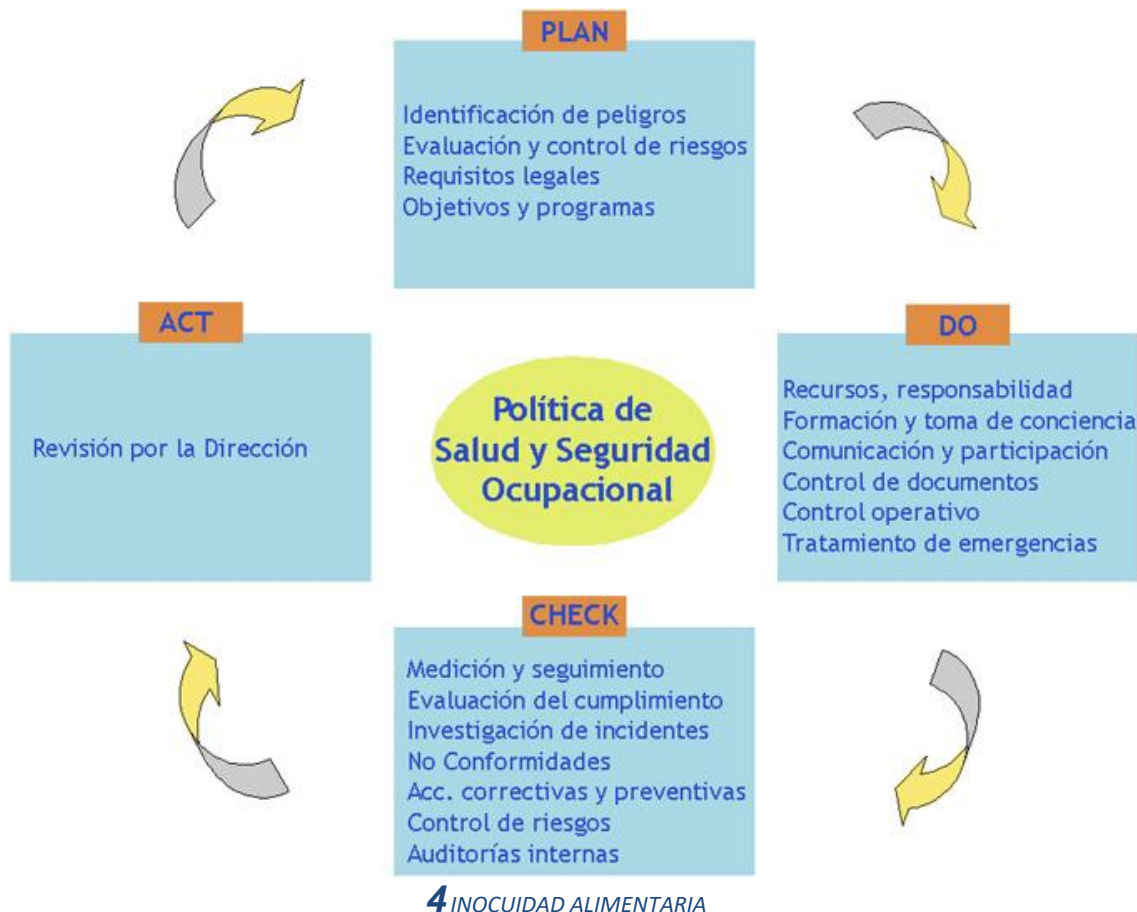 PLAN
Identificación de peligros
Evaluación y control de riesgos
Requisitos legales
Objetivos y programas
ACT
Revisión por la Dirección
Política de
Salud y Seguridad
Ocupacional
DO
Recursos, responsabilidad
Formación y toma de conciencia
Comunicación y participación
Control de documentos
Control operativo
Tratamiento de emergencias
CHECK
Medición y seguimiento
Evaluación del cumplimiento
Investigación de incidentes
No Conformidades
Acc. correctivas y preventivas
Control de riesgos
Auditorías internas
4 INOCUIDAD ALIMENTARIA